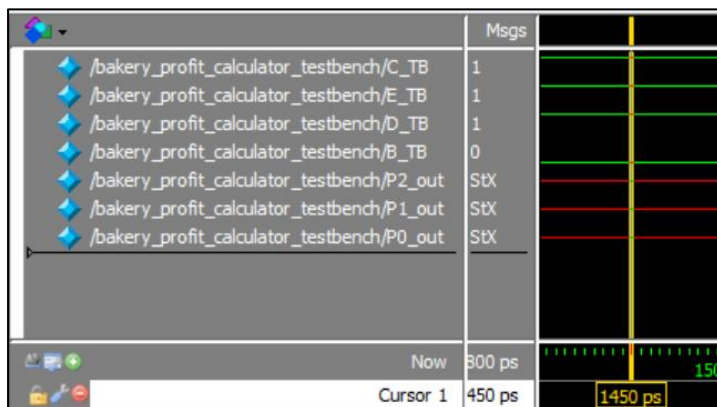 Msgs
/bakery_profit_calculator_testbench/C_TB 1
/bakery_profit_calculator_testbench/E_TB 1
/bakery_profit_calculator_testbench/D_TB 1
/bakery_profit_calculator_testbench/B_TB 0
/bakery_profit_calculator_testbench/P2_out StX
/bakery_profit_calculator_testbench/P1_out StX
/bakery_profit_calculator_testbench/P0_out StX
Now 800 ps 150
Cursor 1 450 ps 1450 ps